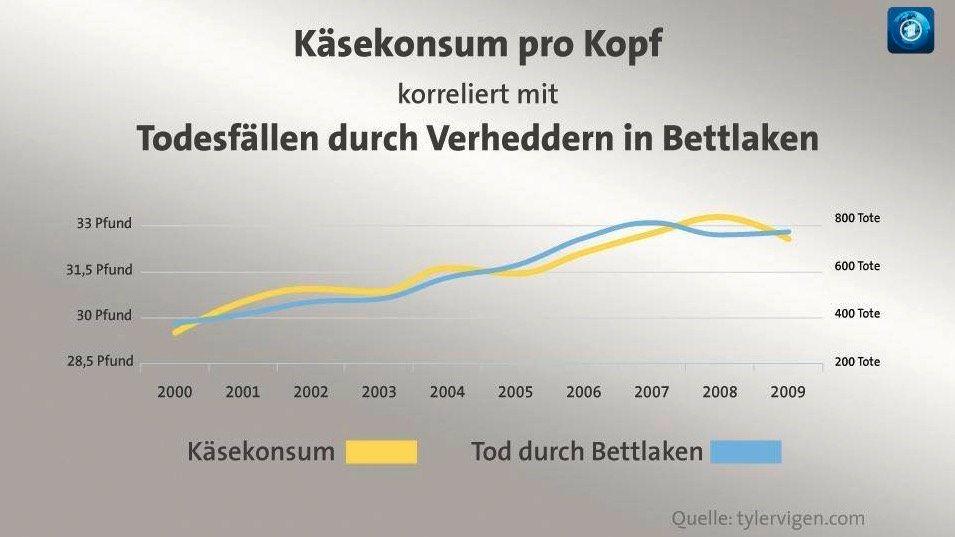 Käsekonsum pro Kopf
korreliert mit
Todesfällen durch Verheddern in Bettlaken
33 Pfund
800 Tote
31,5 Pfund
600 Tote
30 Pfund
400 Tote
28,5 Pfund
200 Tote
2000 2001 2002 2003 2004 2005 2006 2007 2008 2009
Käsekonsum Tod durch Bettlaken
Quelle: tylervigen.com